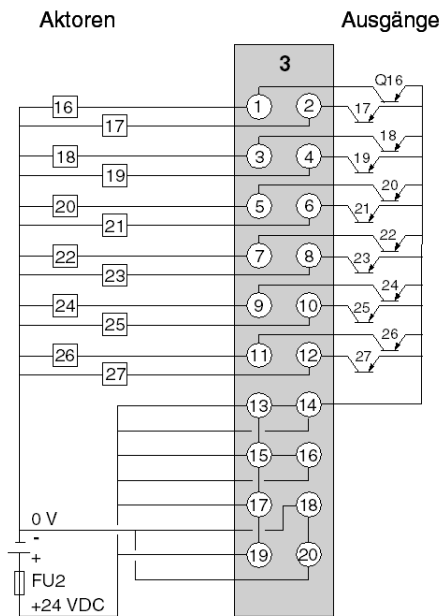 Aktoren Ausgänge
3
Q16
16 1 2 17
17
18 3 4 18
19 19
20 5 6 20
21 21
22 7 8 22
23 23
24 9 10 24
25 25
26 11 12 26
27 27
13 14
15 16
17 18
0 V
-
+ 19 20
FU2
+24 VDC